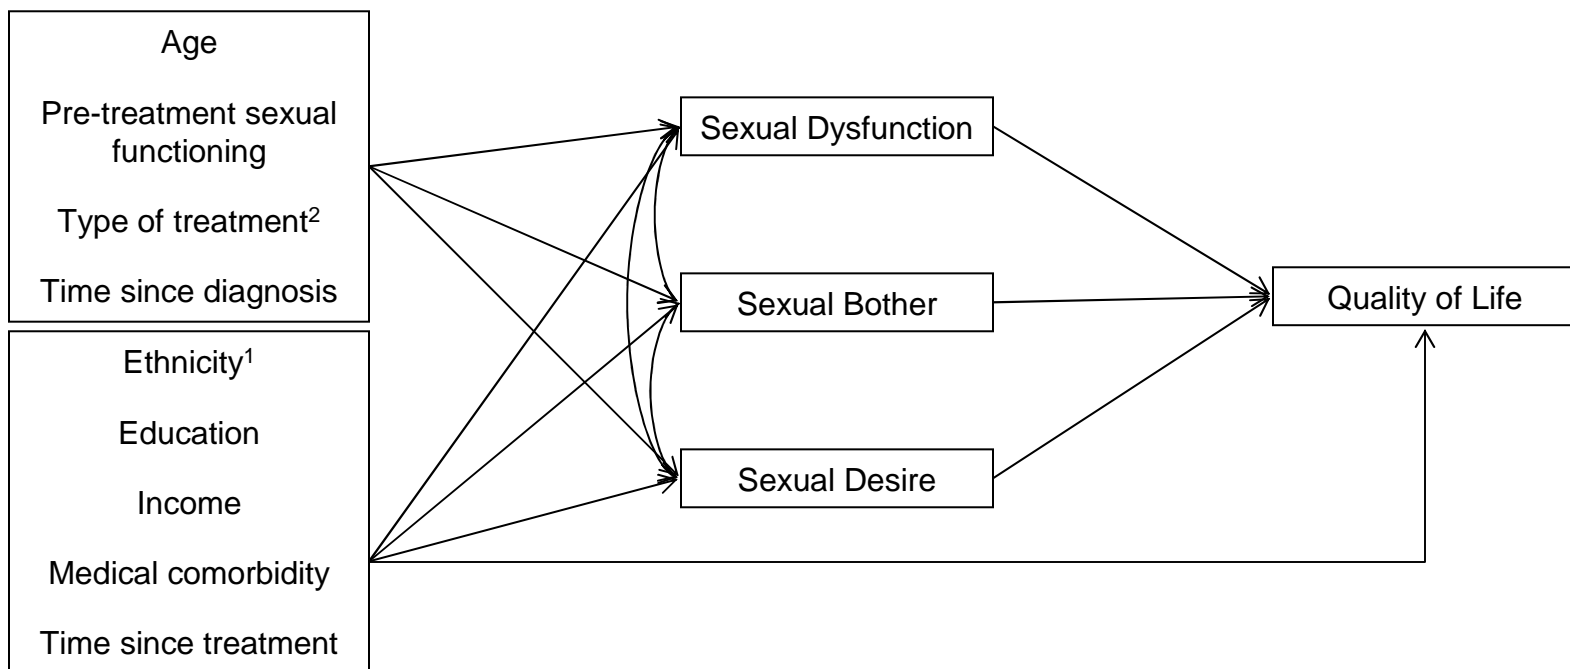 Age
Pre-treatment sexual
functioning
Type of treatment²
Time since diagnosis
Ethnicity¹
Education
Income
Medical comorbidity
Time since treatment
Sexual Dysfunction
Sexual Bother
Sexual Desire
Quality of Life